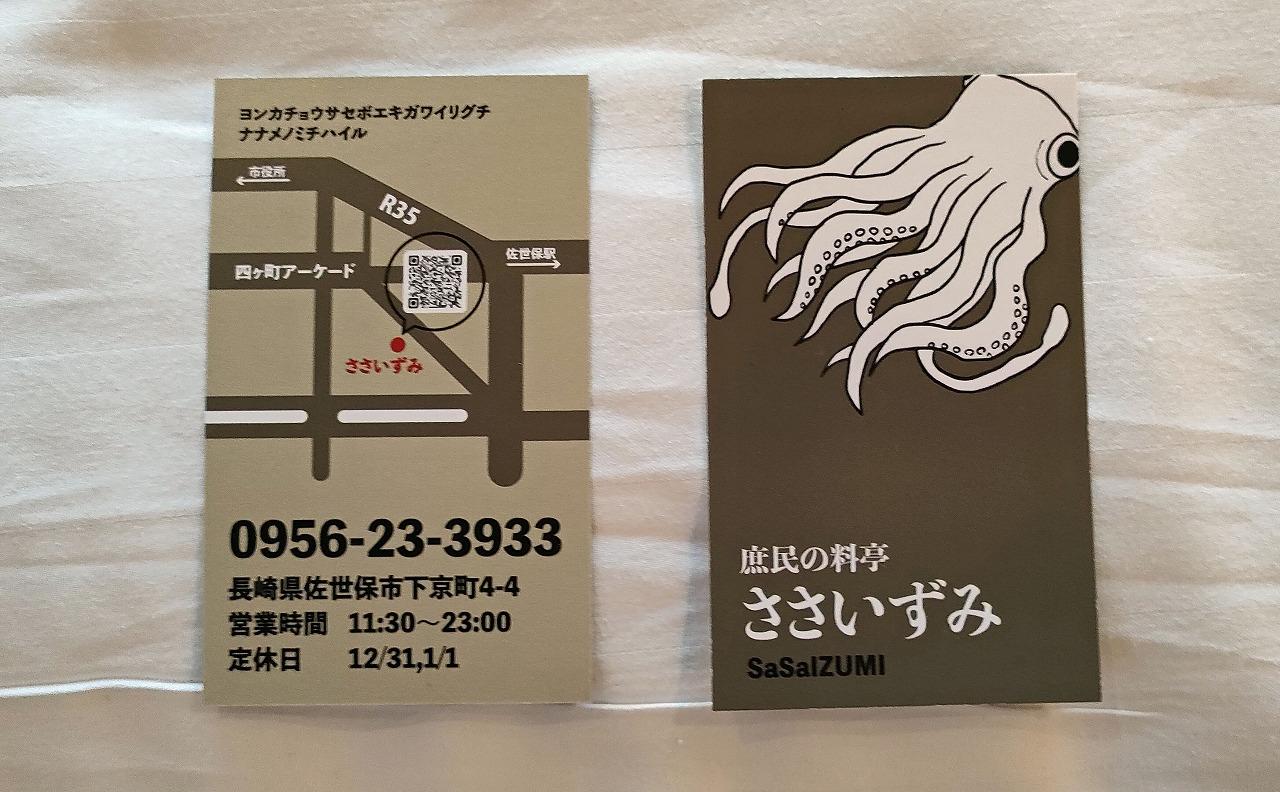 ヨンカチョウサセボエキガワイリグチ
ナナメノミチハイル
市役所
R35
佐世保駅
四ヶ町アーケード
ささいずみ
0956-23-3933
長崎県佐世保市下京町4-4
営業時間 11:30〜23:00
定休日 12/31,1/1
庶民の料亭
ささいずみ
SaSaIZUMI